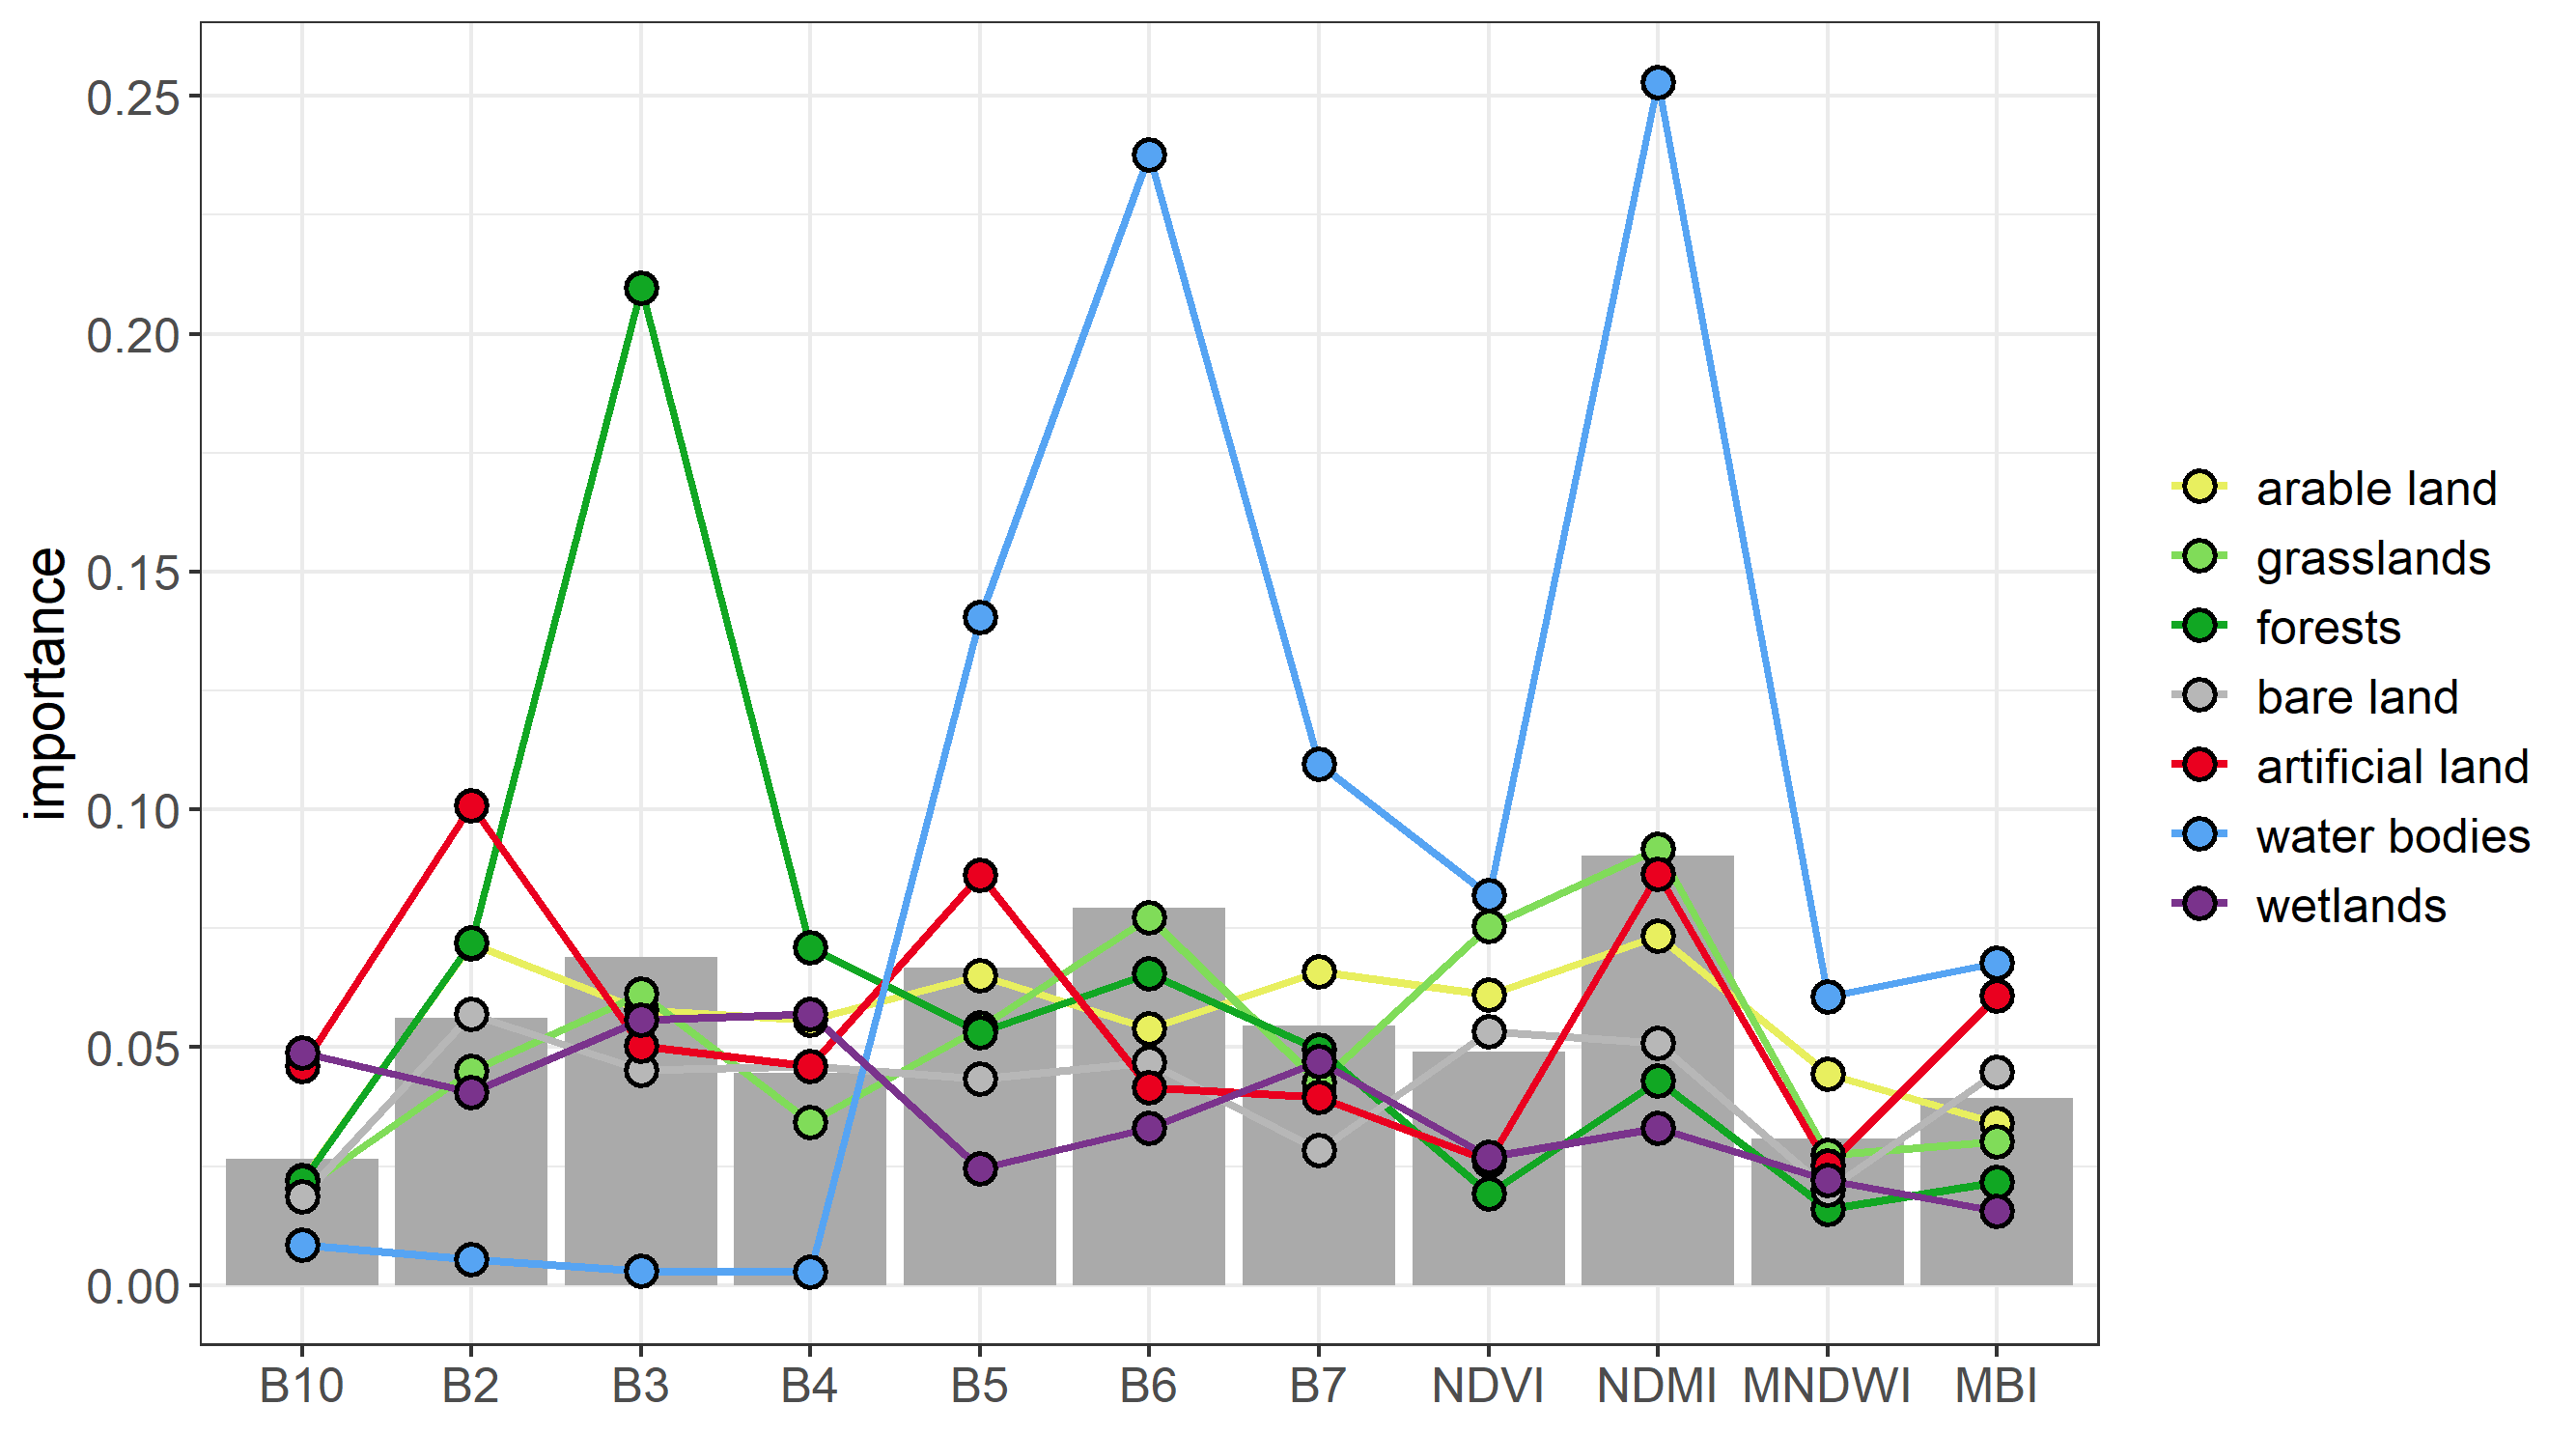 importance
0.25
0.20
0.15
0.10
0.05
0.00
B10 B2 B3 B4 B5 B6 B7 NDVI NDMI MNDWI MBI
arable land
grasslands
forests
bare land
artificial land
water bodies
wetlands